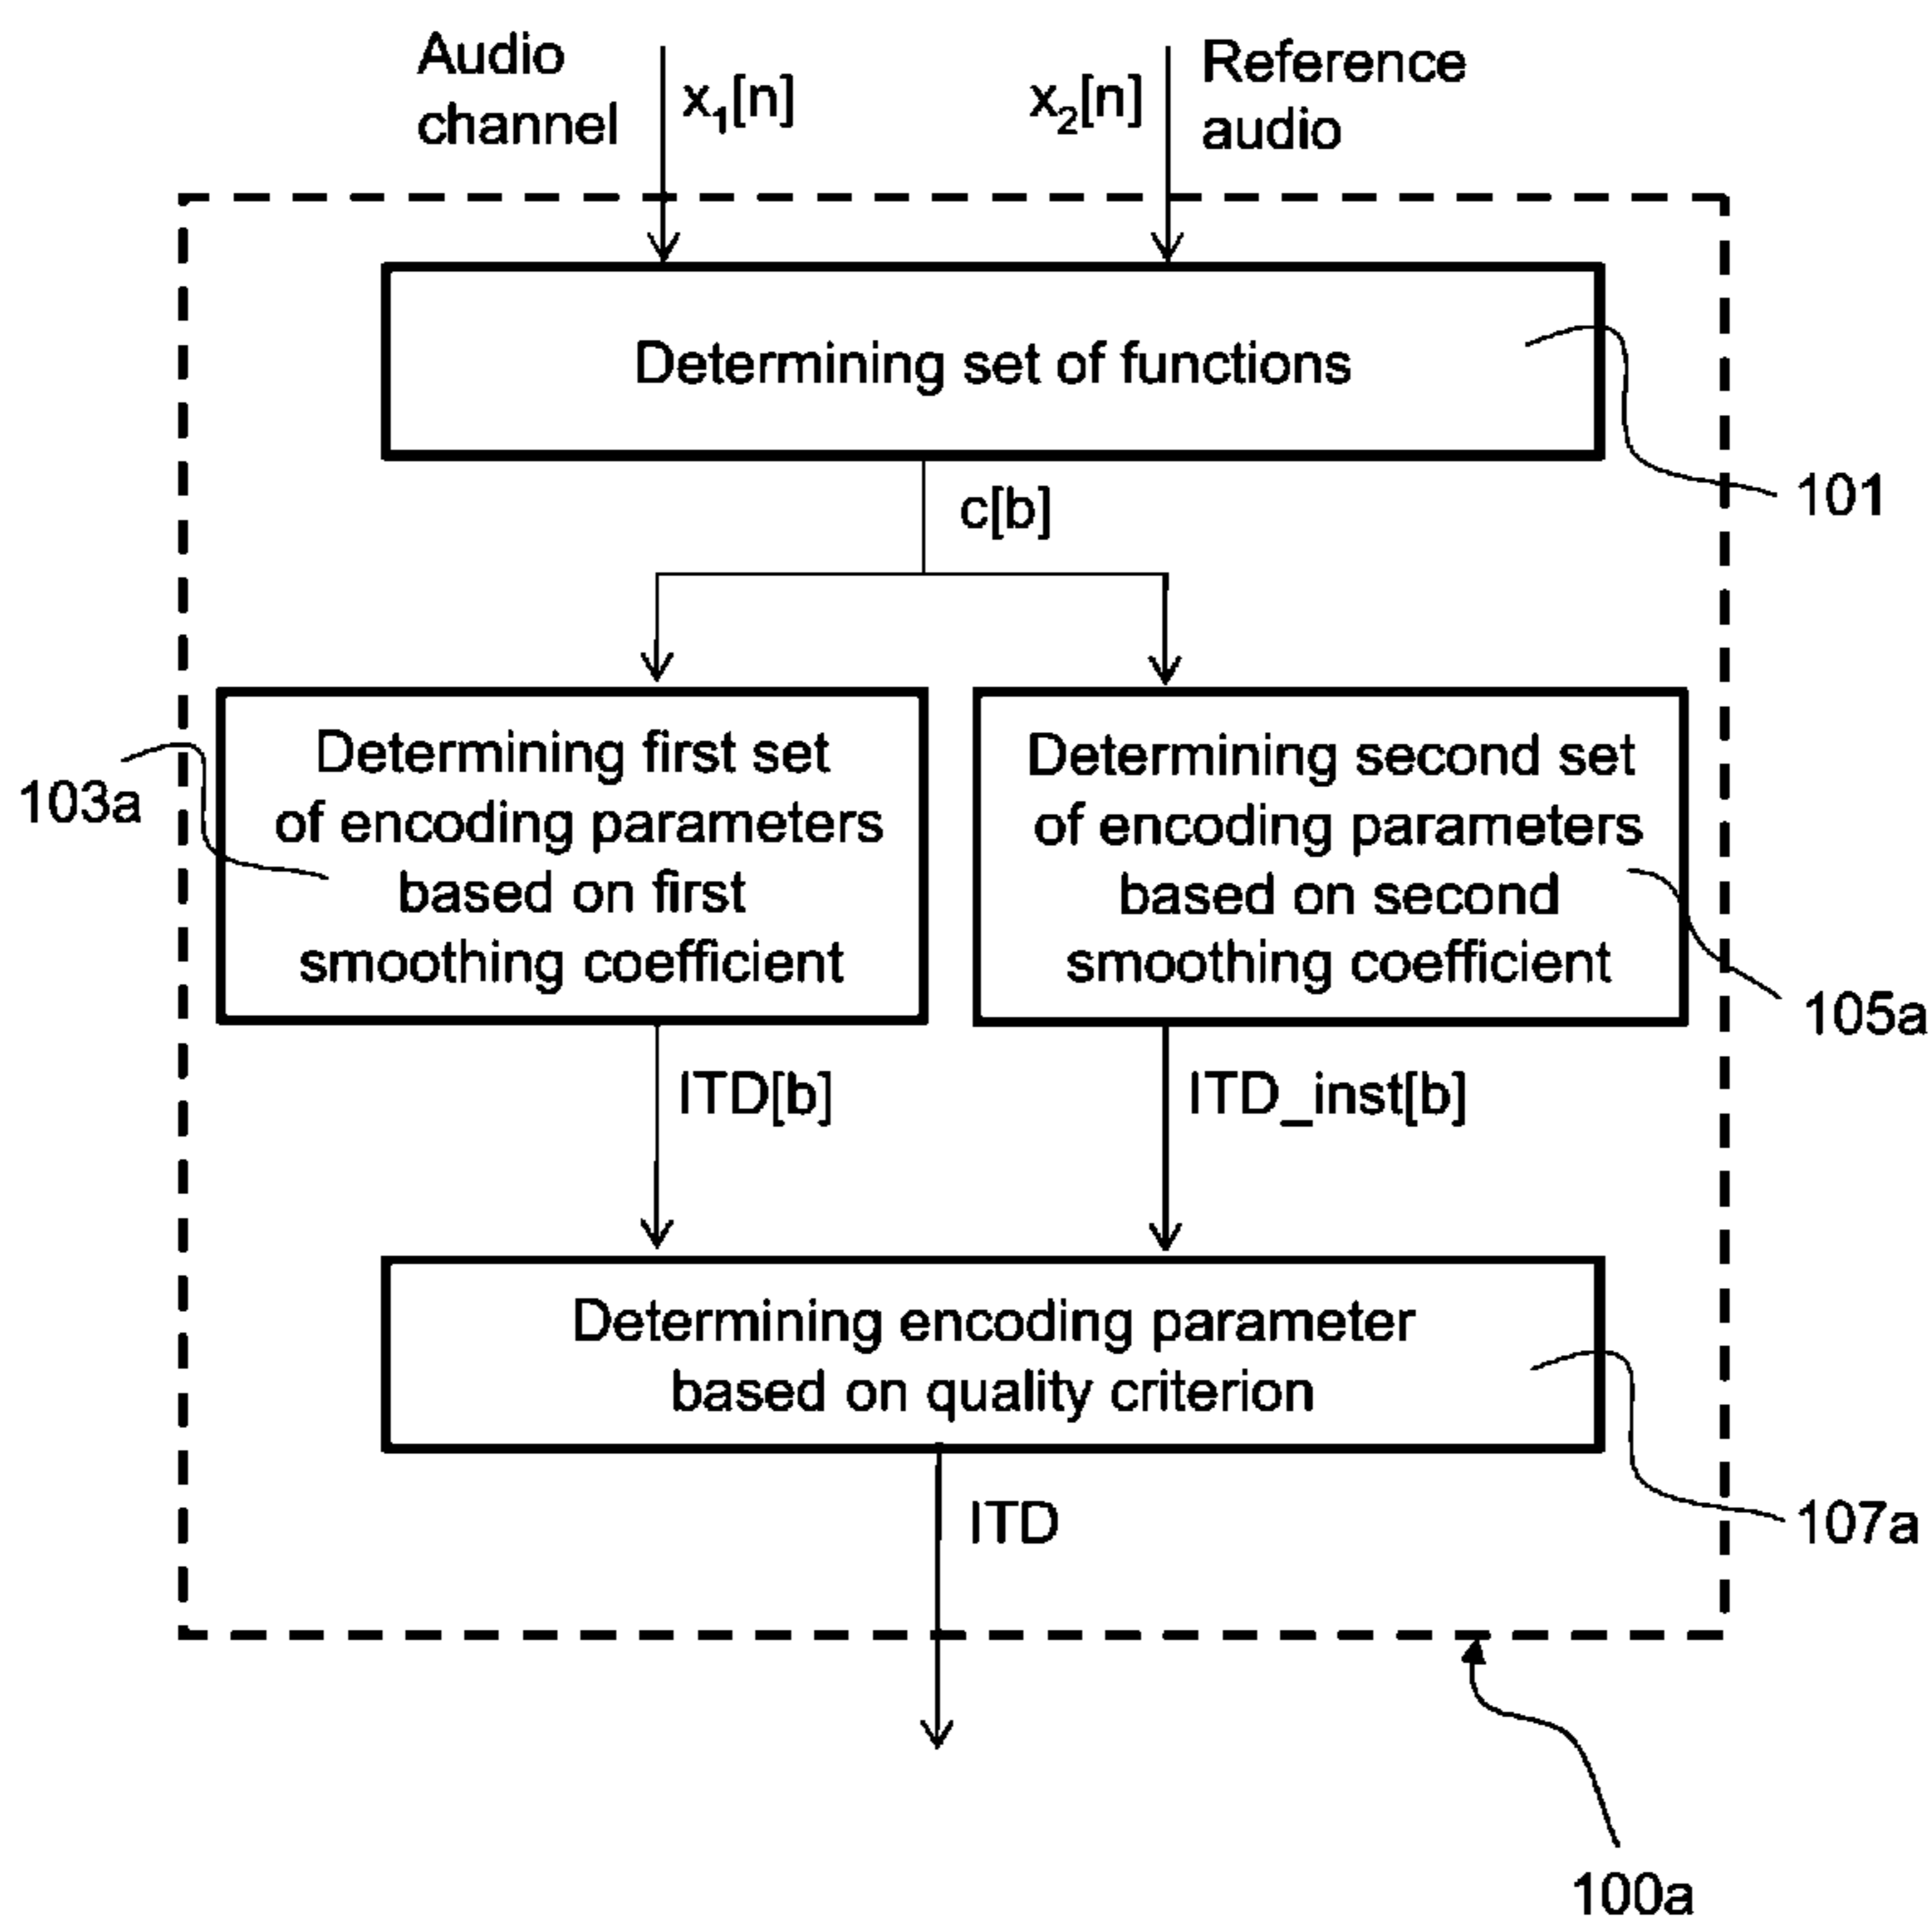 Audio
channel
x₁[n]
x₂[n]
Reference
audio
Determining set of functions
101
c[b]
Determining first set
of encoding parameters
based on first
smoothing coefficient
103a
Determining second set
of encoding parameters
based on second
smoothing coefficient
105a
ITD[b]
ITD_inst[b]
Determining encoding parameter
based on quality criterion
107a
ITD
100a